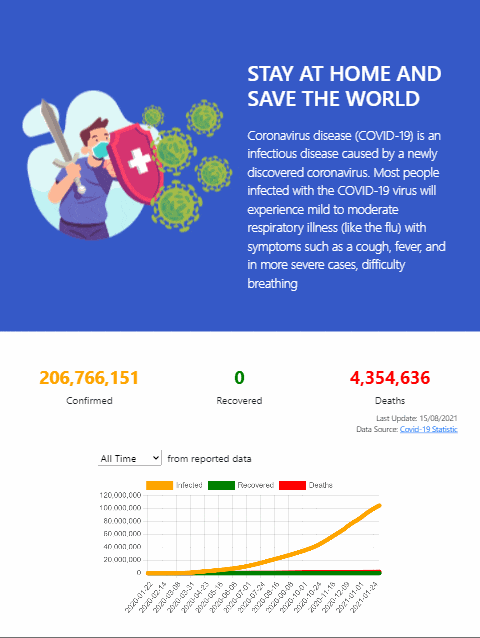 STAY AT HOME AND
SAVE THE WORLD
Coronavirus disease (COVID-19) is an
infectious disease caused by a newly
discovered coronavirus. Most people
infected with the COVID-19 virus will
experience mild to moderate
respiratory illness (like the flu) with
symptoms such as a cough, fever, and
in more severe cases, difficulty
breathing
206,766,151
Confirmed
0
Recovered
4,354,636
Deaths
Last Update: 15/08/2021
Data Source: Covid-19 Statistic
All Time from reported data
Infected Recovered Deaths
120,000,000
100,000,000
80,000,000
60,000,000
40,000,000
20,000,000
0
2020-01-22
2020-02-14
2020-03-08
2020-03-31
2020-04-23
2020-05-16
2020-06-08
2020-07-01
2020-07-24
2020-08-16
2020-09-08
2020-10-01
2020-10-24
2020-11-16
2020-12-09
2021-01-01
2021-01-24